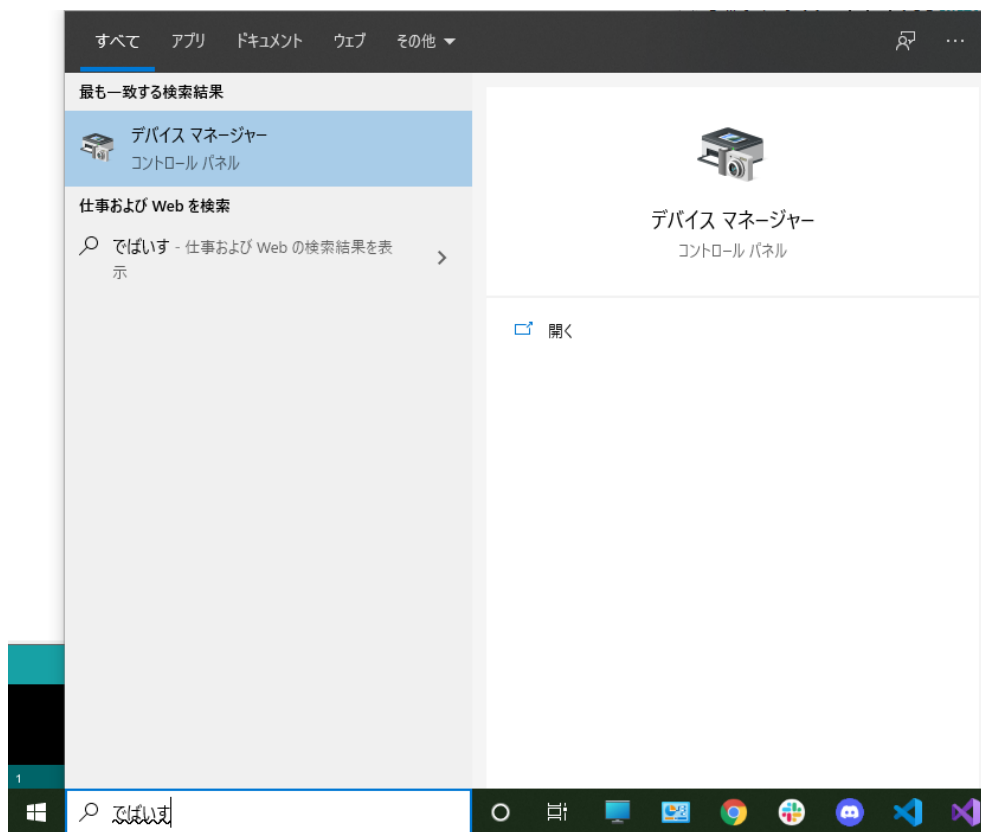 すべて アプリ ドキュメント ウェブ その他
最も一致する検索結果
デバイス マネージャー
コントロール パネル
仕事および Web を検索
でばいす - 仕事および Web の検索結果を表
示
デバイス マネージャー
コントロール パネル
開く
1
でばいす